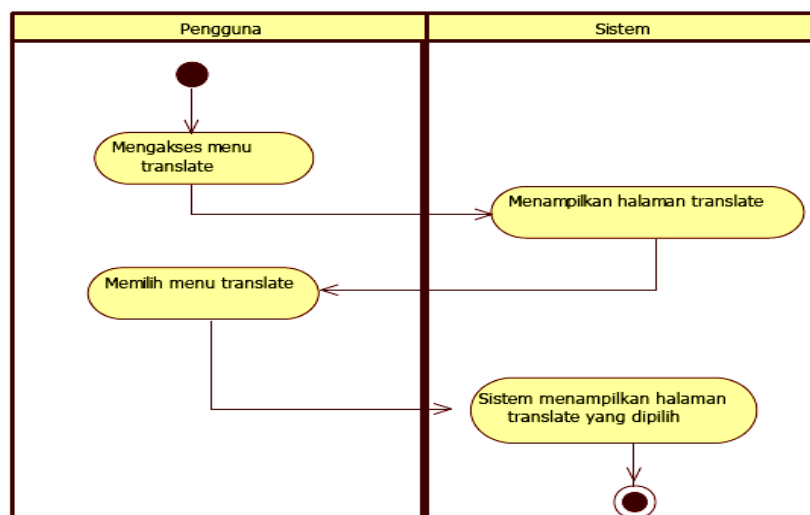 Pengguna
Sistem
Mengakses menu
translate
Menampilkan halaman translate
Memilih menu translate
Sistem menampilkan halaman
translate yang dipilih